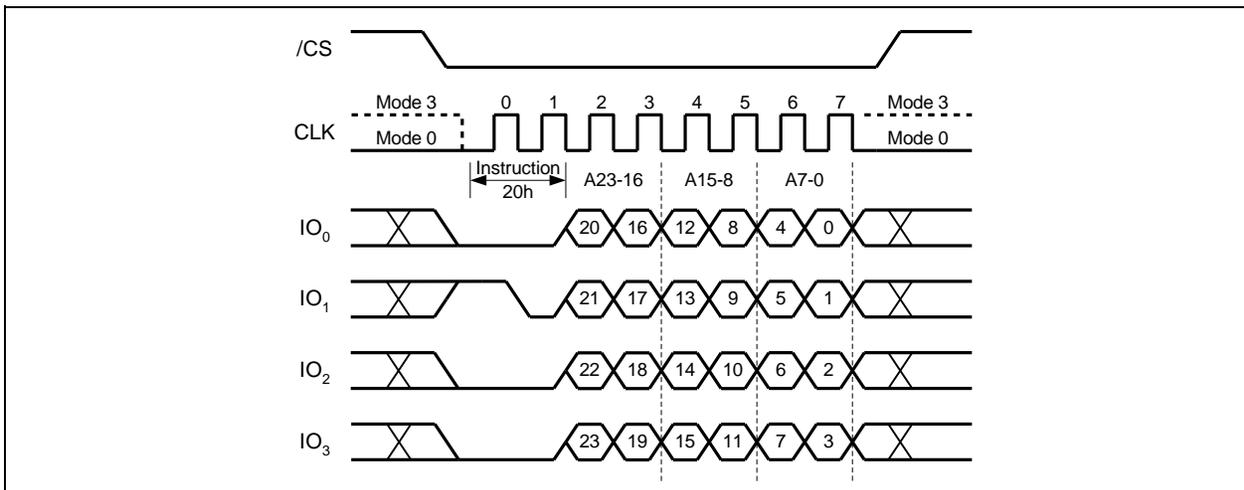 /CS
Mode 3 0 1 2 3 4 5 6 7 Mode 3
CLK
Mode 0 Mode 0
Instruction A23-16 A15-8 A7-0
20h
IO0 20 16 12 8 4 0
IO1 21 17 13 9 5 1
IO2 22 18 14 10 6 2
IO3 23 19 15 11 7 3